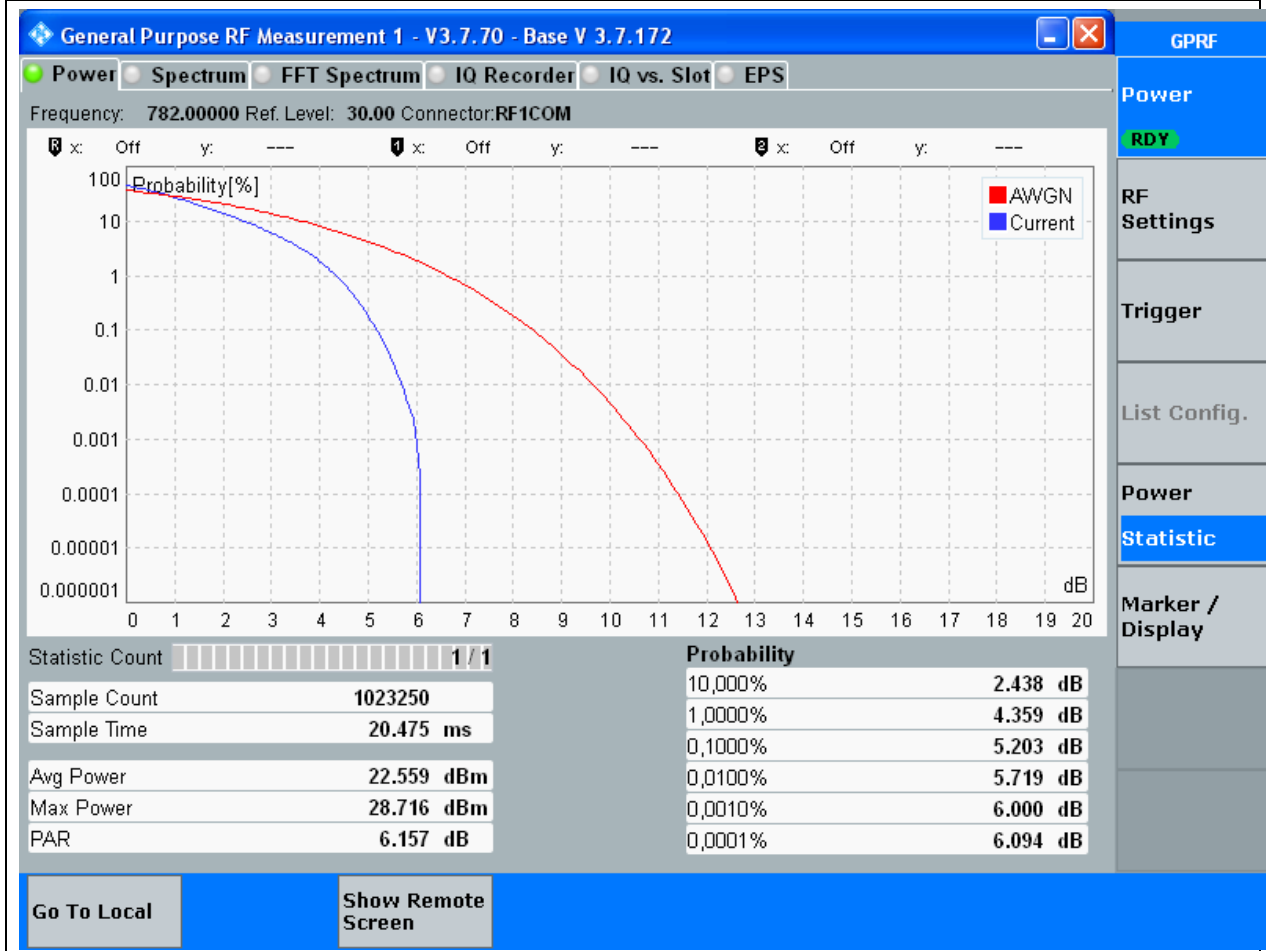 General Purpose RF Measurement 1 - V3.7.70 - Base V 3.7.172
GPRF
Power Spectrum FFT Spectrum IQ Recorder IQ vs. Slot EPS
Frequency: 782.00000 Ref. Level: 30.00 Connector:RF1COM
R x: Off y: --- 1 x: Off y: --- 2 x: Off y: ---
Probability[%]
AWGN
Current
100
10
1
0.1
0.01
0.001
0.0001
0.00001
0.000001
dB
0 1 2 3 4 5 6 7 8 9 10 11 12 13 14 15 16 17 18 19 20
Statistic Count 1 / 1
Sample Count 1023250
Sample Time 20.475 ms
Avg Power 22.559 dBm
Max Power 28.716 dBm
PAR 6.157 dB
Probability
10,000% 2.438 dB
1,0000% 4.359 dB
0,1000% 5.203 dB
0,0100% 5.719 dB
0,0010% 6.000 dB
0,0001% 6.094 dB
Power
RDY
RF
Settings
Trigger
List Config.
Power
Statistic
Marker /
Display
Go To Local
Show Remote
Screen